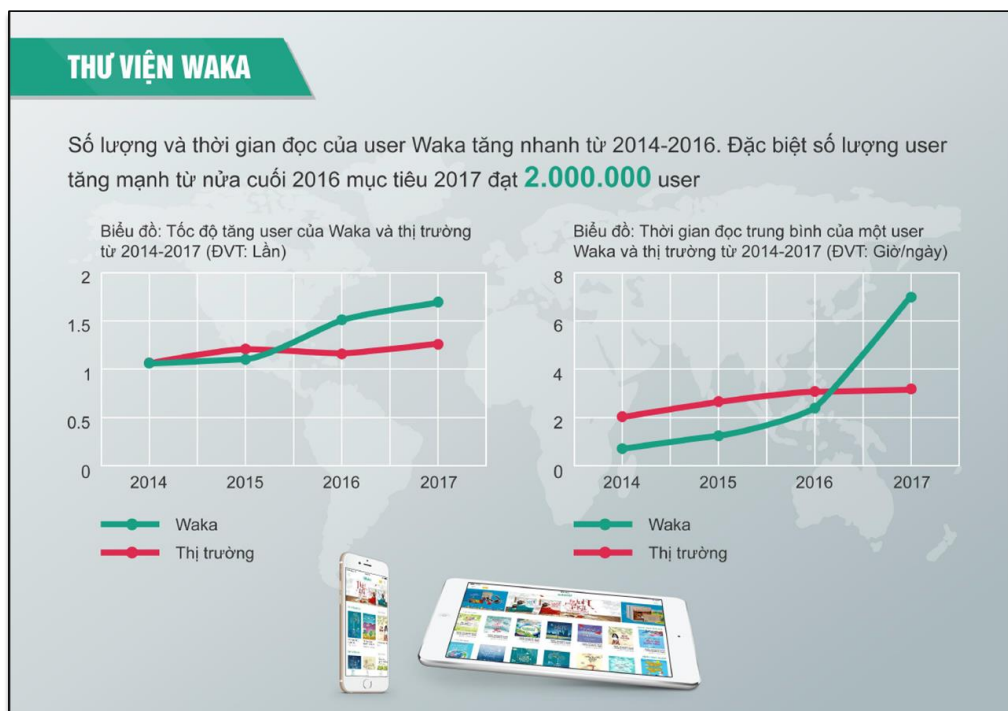 THƯ VIỆN WAKA
Số lượng và thời gian đọc của user Waka tăng nhanh từ 2014-2016. Đặc biệt số lượng user
tăng mạnh từ nửa cuối 2016 mục tiêu 2017 đạt 2.000.000 user
Biểu đồ: Tốc độ tăng user của Waka và thị trường
từ 2014-2017 (ĐVT: Lần)
2
1.5
1
0.5
0
2014 2015 2016 2017
Waka
Thị trường
Biểu đồ: Thời gian đọc trung bình của một user
Waka và thị trường từ 2014-2017 (ĐVT: Giờ/ngày)
8
6
4
2
0
2014 2015 2016 2017
Waka
Thị trường